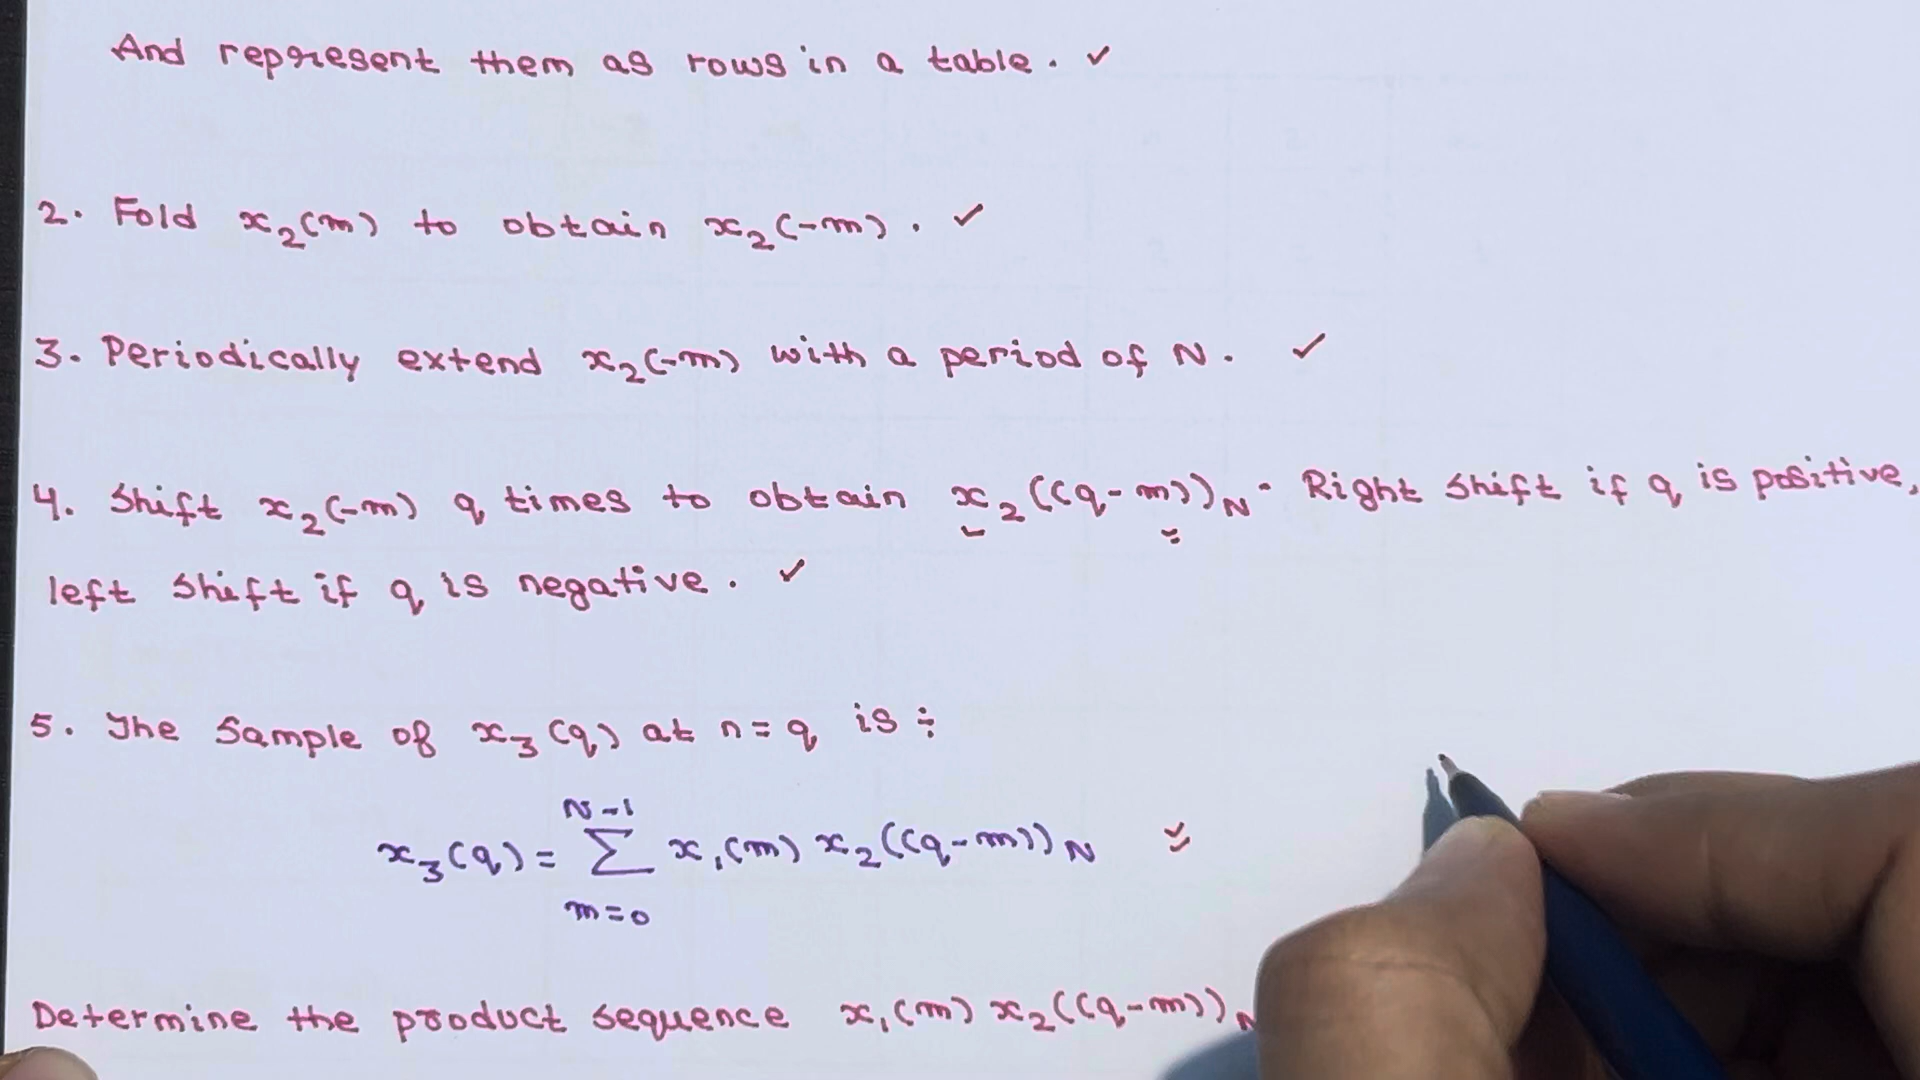 And represent them as rows in a table. ✓
2. Fold x₂(m) to obtain x₂(-m). ✓
3. Periodically extend x₂(-m) with a period of N. ✓
4. Shift x₂(-m) q times to obtain x₂((q-m))N. Right shift if q is positive,
left shift if q is negative. ✓
5. The Sample of x₃(q) at n=q is :
x₃(q) = N-1 Σ m=0 x₁(m) x₂((q-m))N
Determine the product sequence x₁(m) x₂((q-m))N